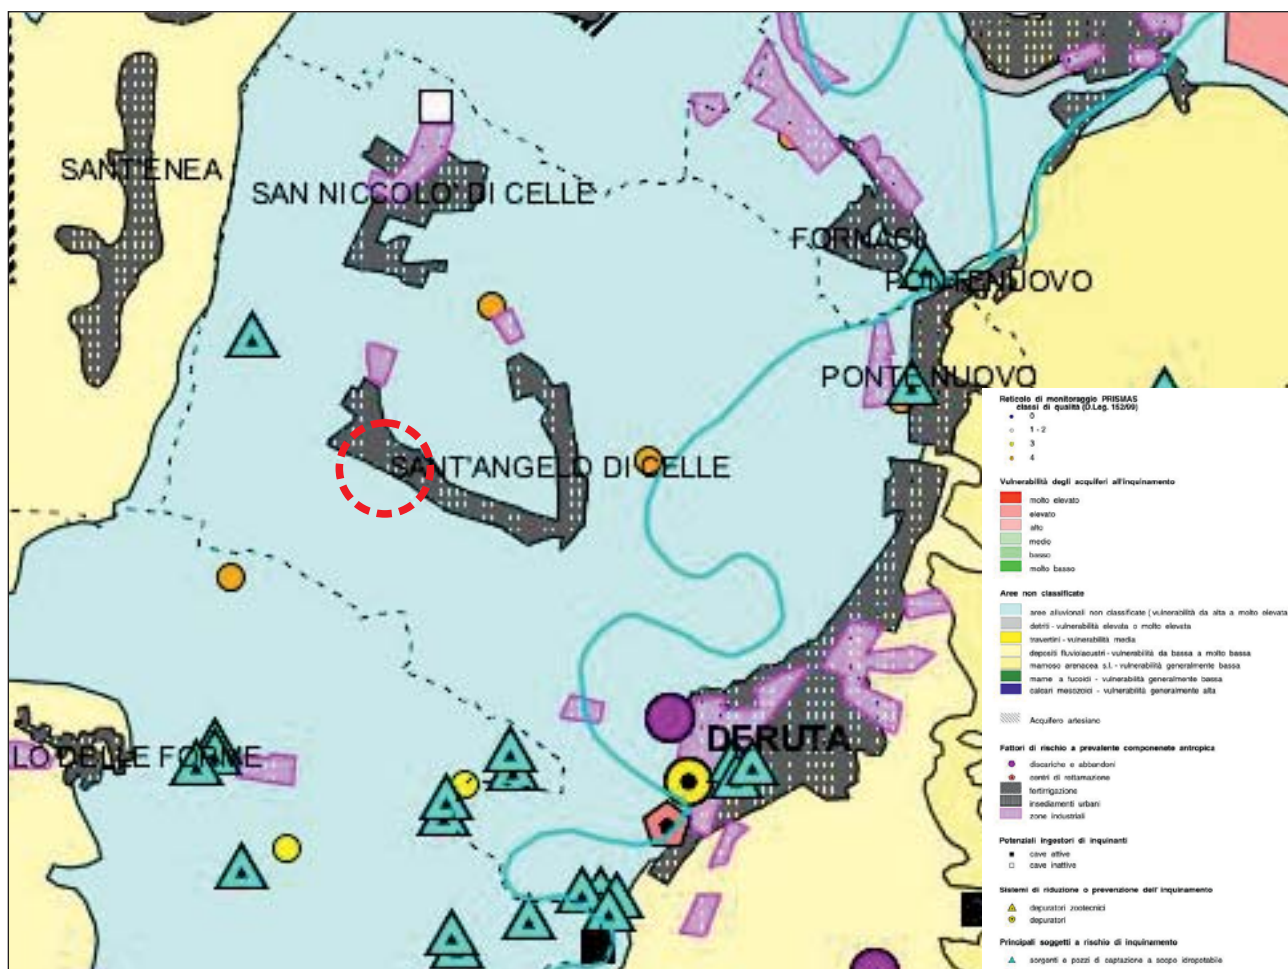 SANT'ENEA
SAN NICCOLO' DI CELLE
FORNACI
PONTENUOVO
PONTE NUOVO
SANT'ANGELO DI CELLE
DERUTA
LO DELLE FORME
Reticolo di monitoraggio PRISMAS
classi di qualità (D.Leg. 152/99)
0
1 - 2
3
4
Vulnerabilità degli acquiferi all'inquinamento
molto elevato
elevato
alto
medio
basso
molto basso
Aree non classificate
aree alluvionali non classificate (vulnerabilità da alta a molto elevata
detriti - vulnerabilità elevata o molto elevata
travertini - vulnerabilità media
depositi fluviolacustri - vulnerabilità da bassa a molto bassa
marnoso arenacea s.l. - vulnerabilità generalmente bassa
marne a fucoidi - vulnerabilità generalmente bassa
calcari mesozoici - vulnerabilità generalmente alta
Acquifero artesiano
Fattori di rischio a prevalente componenete antropica
discariche e abbandoni
centri di rottamazione
fertirrigazione
insediamenti urbani
zone industriali
Potenziali ingestori di inquinanti
cave attive
cave inattive
Sistemi di riduzione o prevenzione dell'inquinamento
depuratori zootecnici
depuratori
Principali soggetti a rischio di inquinamento
sorgenti e pozzi di captazione a scopo idropotabile